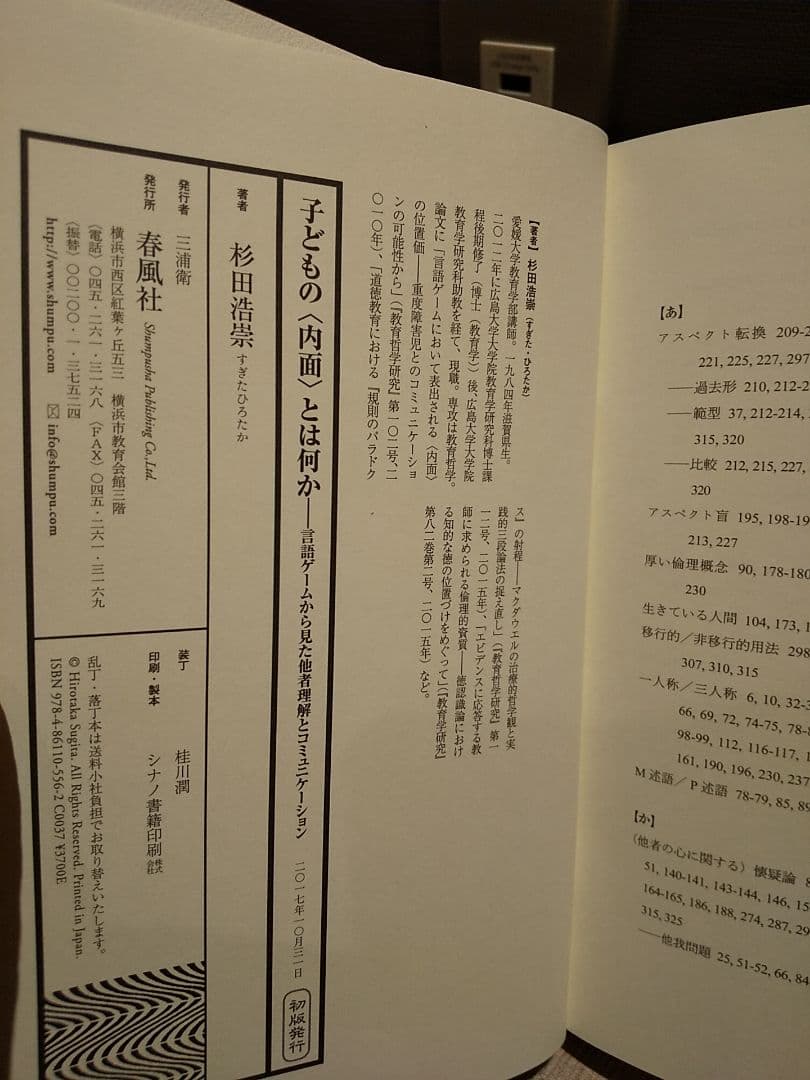 【著者】杉田浩崇（すぎた・ひろたか）
愛媛大学教育学部講師。一九八四年滋賀県生。
二〇一二年に広島大学大学院教育学研究科博士課
程後期修了（博士（教育学））後、広島大学大学院
教育学研究科助教を経て、現職。専攻は教育哲学。
論文に「言語ゲームにおいて表出される〈内面〉
の位置価――重度障害児とのコミュニケーショ
ンの可能性から」（『教育哲学研究』第一〇二号、二
〇一〇年）、「道徳教育における『規則のパラドク
ス』の射程――マクダウエルの治療的哲学観と実
践的三段論法の捉え直し」（『教育哲学研究』第一
一二号、二〇一五年）、「エビデンスに応答する教
師に求められる倫理的資質――徳認識論におけ
る知的な徳の位置づけをめぐって」（『教育学研究』
第八二巻第二号、二〇一五年）など。
子どもの〈内面〉とは何か――言語ゲームから見た他者理解とコミュニケーション
二〇一七年一〇月三一日 初版発行
著者 杉田浩崇 すぎたひろたか
発行者 三浦衛
発行所 春風社 Shumpusha Publishing Co.,Ltd.
横浜市西区紅葉ヶ丘五三 横浜市教育会館三階
〈電話〉〇四五・二六一・三一六八 〈FAX〉〇四五・二六一・三一六九
〈振替〉〇〇二〇〇・一・三七五二四
http://www.shumpu.com ✉ info@shumpu.com
装丁 桂川潤
印刷・製本 シナノ書籍印刷株式会社
乱丁・落丁本は送料小社負担でお取り替えいたします。
© Hirotaka Sugita. All Rights Reserved. Printed in Japan.
ISBN 978-4-86110-556-2 C0037 ¥3700E
【あ】
アスペクト転換 209-2
221, 225, 227, 297
――過去形 210, 212-2
――範型 37, 212-214,
315, 320
――比較 212, 215, 227,
320
アスペクト盲 195, 198-19
213, 227
厚い倫理概念 90, 178-180
230
生きている人間 104, 173, 1
移行的／非移行的用法 298
307, 310, 315
一人称／三人称 6, 10, 32-3
66, 69, 72, 74-75, 78-8
98-99, 112, 116-117, 1
161, 190, 196, 230, 237
M述語／P述語 78-79, 85, 89
【か】
（他者の心に関する）懐疑論 8
51, 140-141, 143-144, 146, 15
164-165, 186, 188, 274, 287, 29
315, 325
――他我問題 25, 51-52, 66, 84